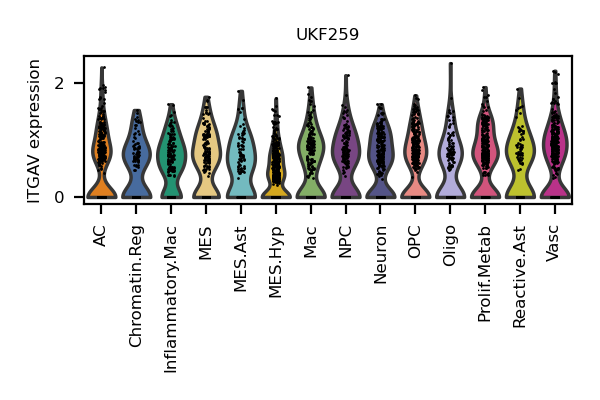 UKF259
ITGAV expression
2
0
AC
Chromatin.Reg
Inflammatory.Mac
MES
MES.Ast
MES.Hyp
Mac
NPC
Neuron
OPC
Oligo
Prolif.Metab
Reactive.Ast
Vasc